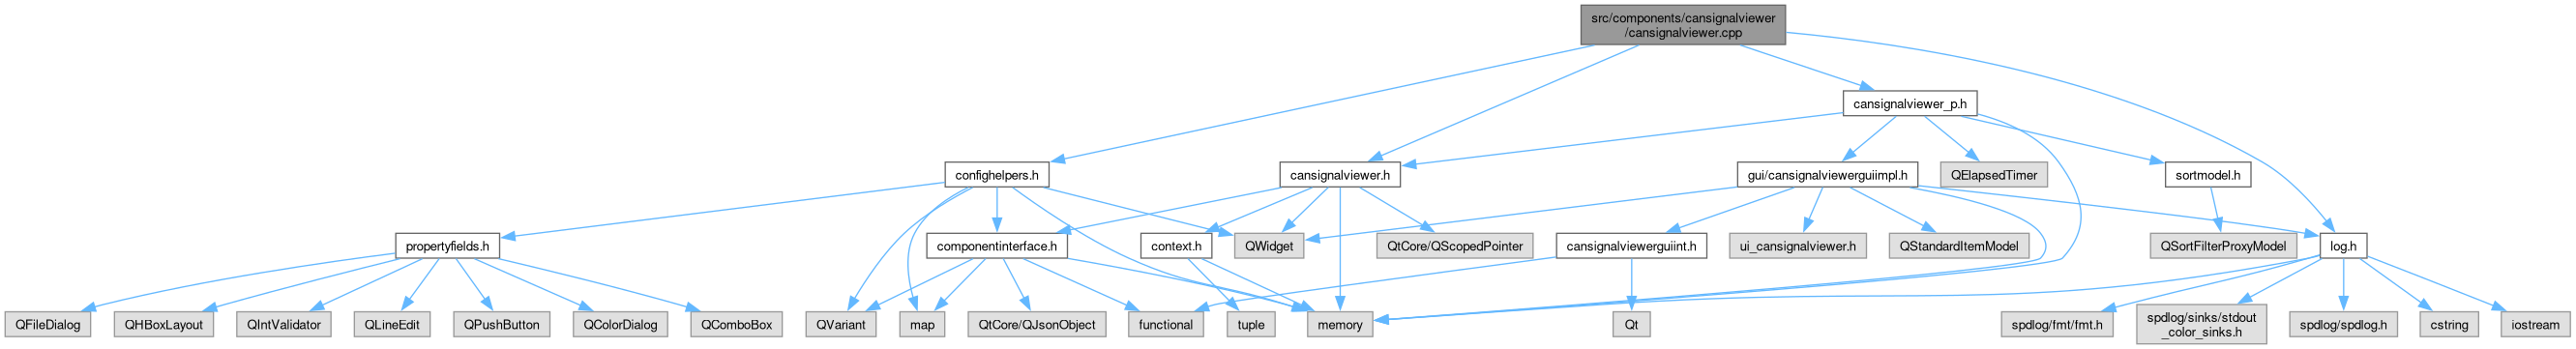 src/components/cansignalviewer
/cansignalviewer.cpp
cansignalviewer_p.h
confighelpers.h
cansignalviewer.h
gui/cansignalviewerguiimpl.h
QElapsedTimer
sortmodel.h
propertyfields.h
componentinterface.h
context.h
QWidget
QtCore/QScopedPointer
cansignalviewerguiint.h
ui_cansignalviewer.h
QStandardItemModel
QSortFilterProxyModel
log.h
QFileDialog
QHBoxLayout
QIntValidator
QLineEdit
QPushButton
QColorDialog
QComboBox
QVariant
map
QtCore/QJsonObject
functional
tuple
memory
Qt
spdlog/fmt/fmt.h
spdlog/sinks/stdout
_color_sinks.h
spdlog/spdlog.h
cstring
iostream